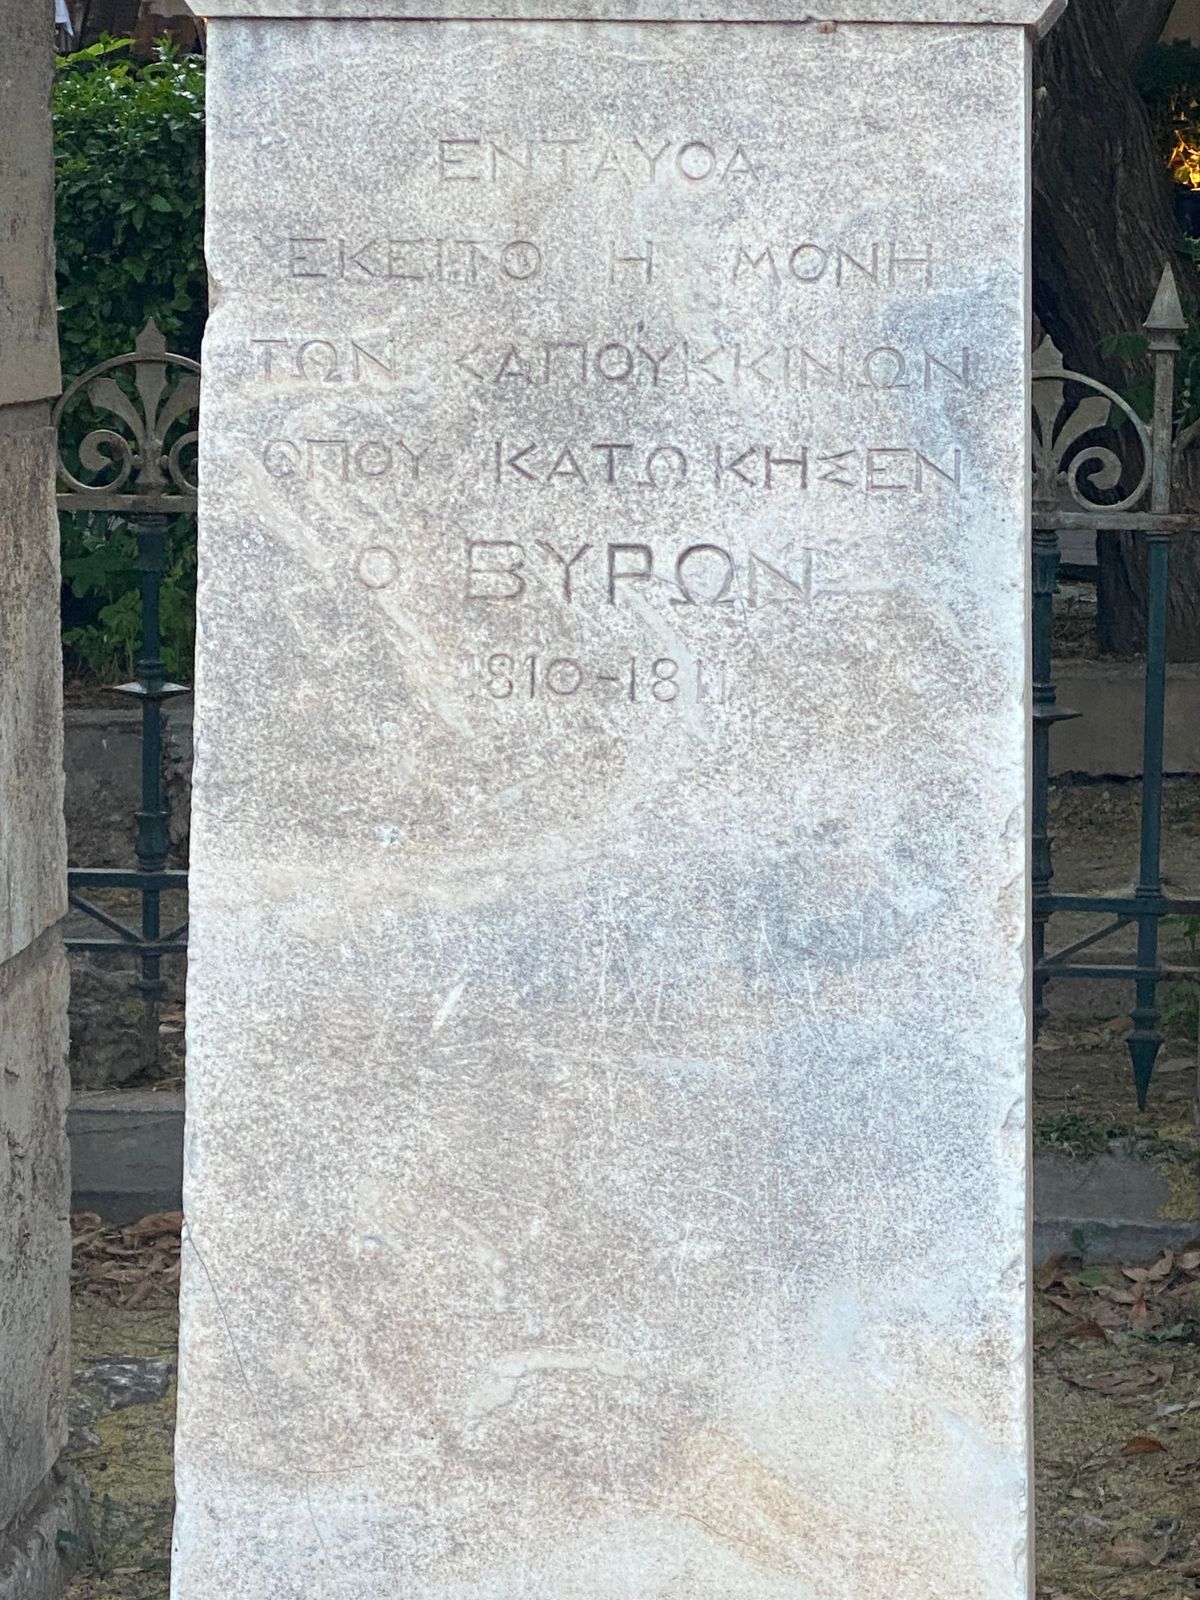 ΕΝΤΑΥΘΑ
ΕΚΕΙΤΟ Η ΜΟΝΗ
ΤΩΝ ΚΑΠΟΥΚΚΙΝΩΝ
ΟΠΟΥ ΚΑΤΩΚΗΣΕΝ
Ο ΒΥΡΩΝ
1810-1811